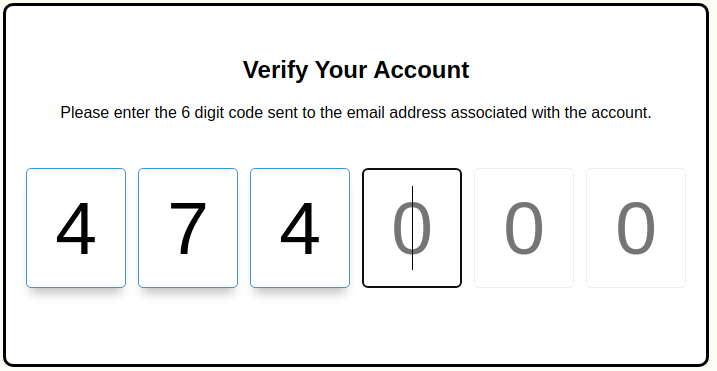 Verify Your Account
Please enter the 6 digit code sent to the email address associated with the account.
4 7 4 0 0 0